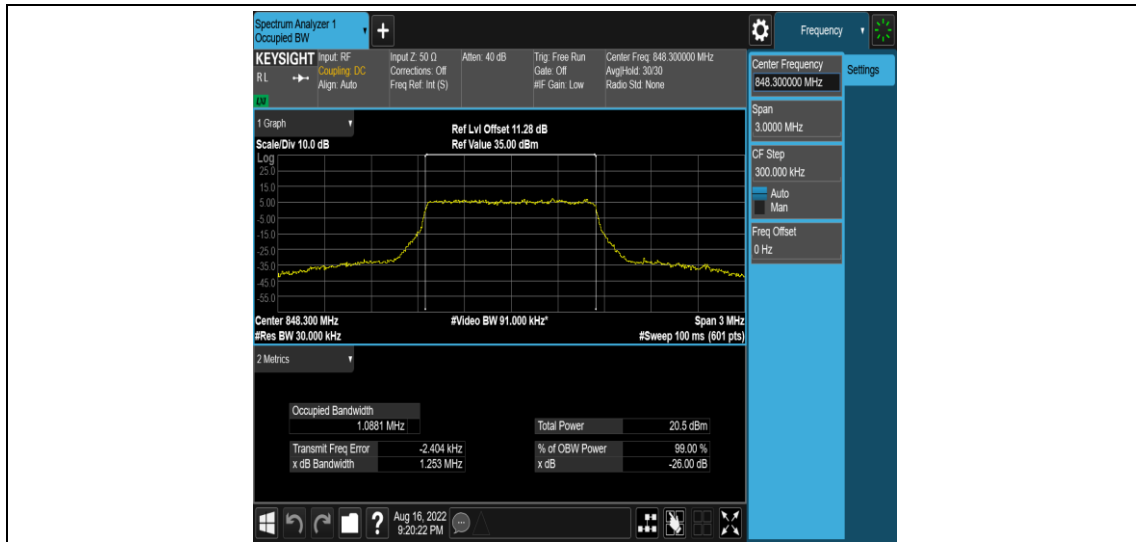 Spectrum Analyzer 1
Occupied BW
+
Frequency
KEYSIGHT
RL
LXI
Input: RF
Coupling: DC
Align: Auto
Input Z: 50 Ω
Corrections: Off
Freq Ref: Int (S)
Atten: 40 dB
Trig: Free Run
Gate: Off
#IF Gain: Low
Center Freq: 848.300000 MHz
Avg|Hold: 30/30
Radio Std: None
Center Frequency
848.300000 MHz
Settings
Span
3.0000 MHz
CF Step
300.000 kHz
Auto
Man
Freq Offset
0 Hz
1 Graph
Scale/Div 10.0 dB
Ref Lvl Offset 11.28 dB
Ref Value 35.00 dBm
Log
25.0
15.0
5.00
-5.00
-15.0
-25.0
-35.0
-45.0
-55.0
Center 848.300 MHz
#Video BW 91.000 kHz*
Span 3 MHz
#Res BW 30.000 kHz
#Sweep 100 ms (601 pts)
2 Metrics
Occupied Bandwidth
1.0881 MHz
Total Power 20.5 dBm
Transmit Freq Error -2.404 kHz
% of OBW Power 99.00 %
x dB Bandwidth 1.253 MHz
x dB -26.00 dB
?
Aug 16, 2022
9:20:22 PM